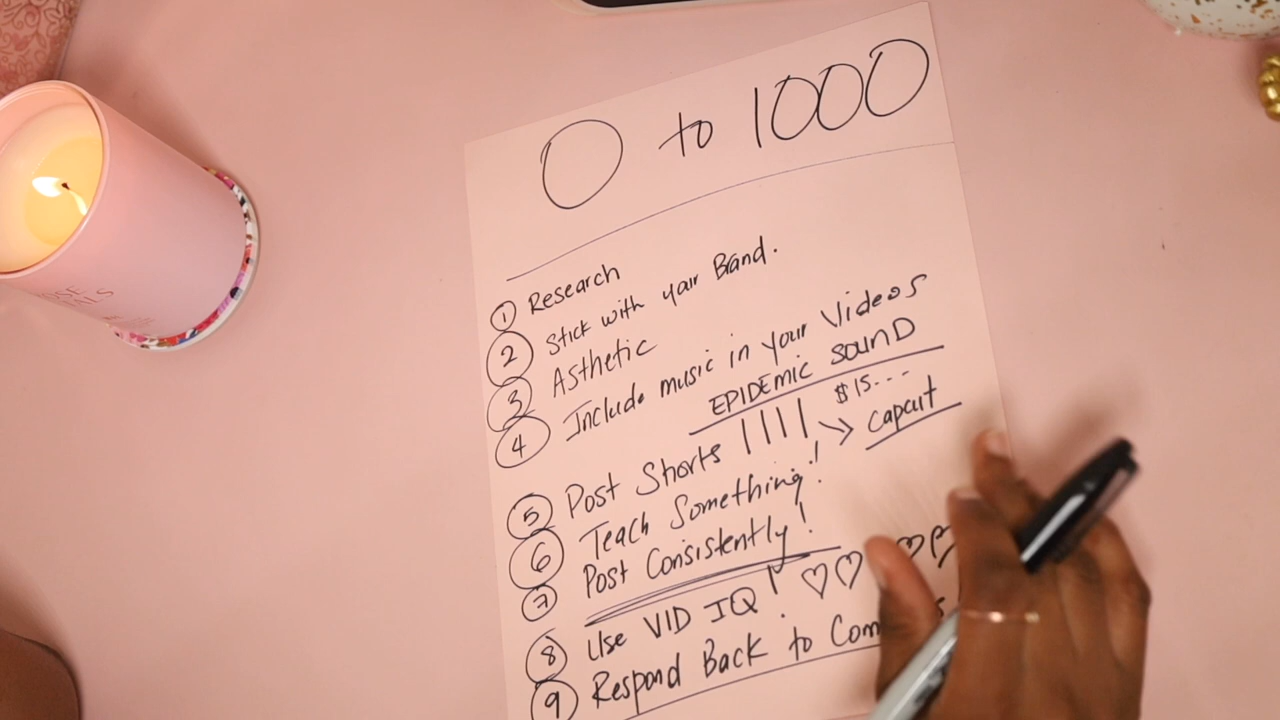 0 to 1000
1 Research
2 Stick with your Brand.
3 Asthetic
4 Include music in your Videos
EPIDEMIC SOUND
$15...
5 Post Shorts |||| → capcut
6 Teach Something!
7 Post Consistently!
8 Use VID IQ! ♡♡ ♡♡
9 Respond Back to Com